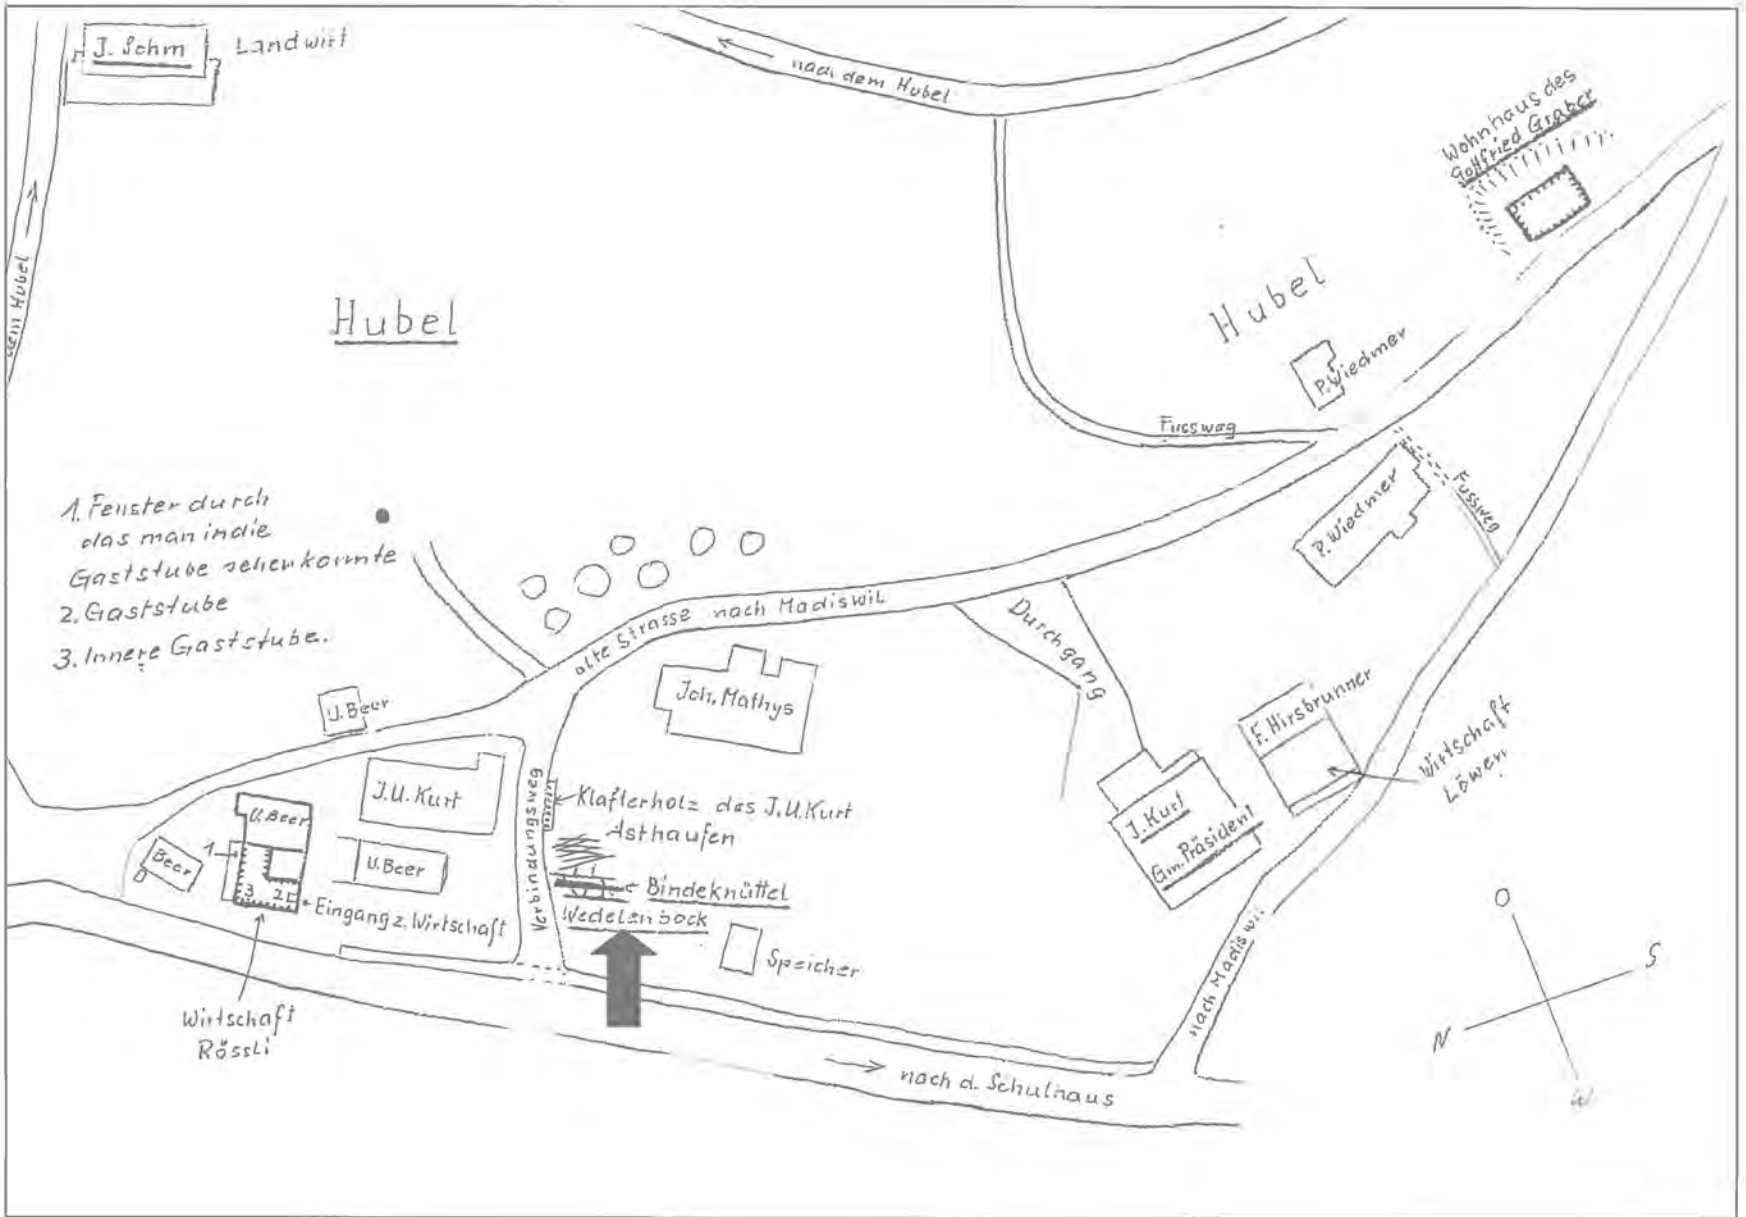 J. Sohm
Landwirt
nach dem Hubel
Wohnhaus des
Gottfried Graber
dem Hubel
Hubel
Hubel
P. Wiedmer
Fussweg
1. Fenster durch
das man in die
Gaststube sehen konnte
2. Gaststube
3. Innere Gaststube.
P. Wiedmer
Fussweg
alte Strasse nach Madiswil
Durchgang
Joh. Mathys
U. Beer
F. Hirsbrunner
Wirtschaft
Löwen
J.U. Kurt
Verbindungsweg
Klafterholz des J.U. Kurt
Asthaufen
U. Beer
1
Beer
U. Beer
3
2
Eingang z. Wirtschaft
Bindeknüttel
Wedelenbock
J. Kurt
Gm. Präsident
Speicher
Wirtschaft
Rössli
nach Madiswil
nach d. Schulhaus
O
S
N
W